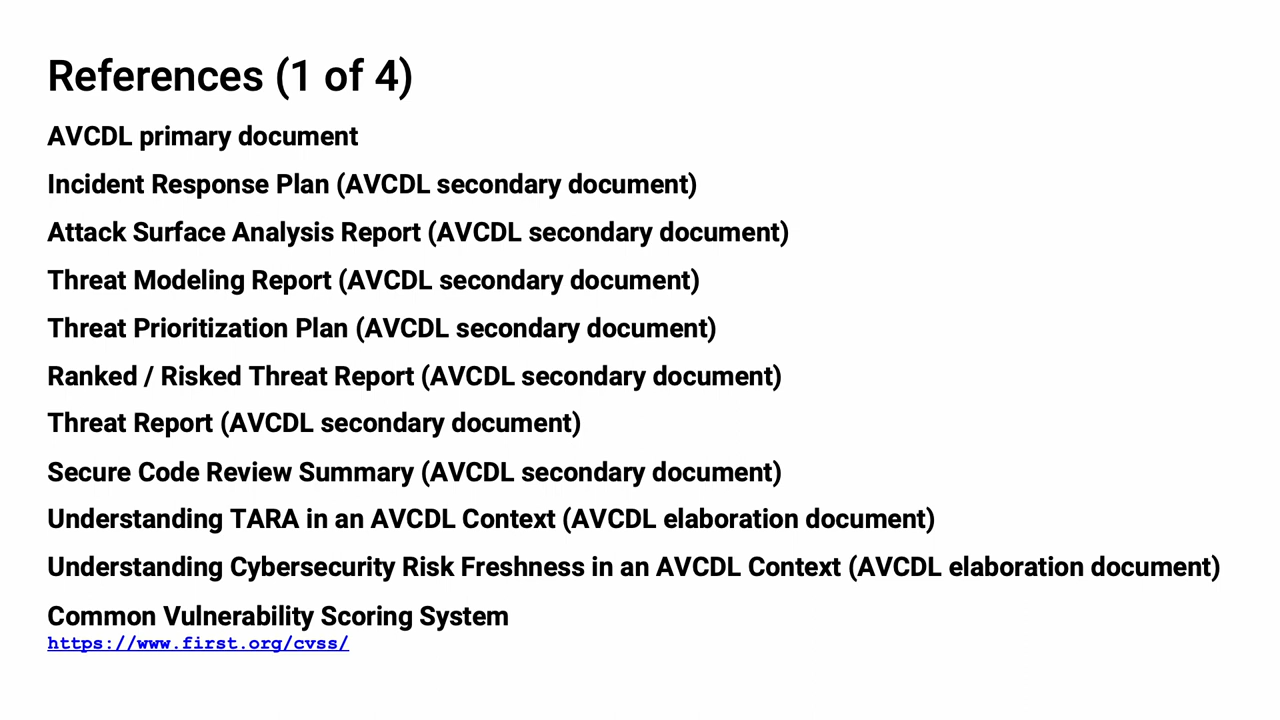 References (1 of 4)
AVCDL primary document
Incident Response Plan (AVCDL secondary document)
Attack Surface Analysis Report (AVCDL secondary document)
Threat Modeling Report (AVCDL secondary document)
Threat Prioritization Plan (AVCDL secondary document)
Ranked / Risked Threat Report (AVCDL secondary document)
Threat Report (AVCDL secondary document)
Secure Code Review Summary (AVCDL secondary document)
Understanding TARA in an AVCDL Context (AVCDL elaboration document)
Understanding Cybersecurity Risk Freshness in an AVCDL Context (AVCDL elaboration document)
Common Vulnerability Scoring System
https://www.first.org/cvss/